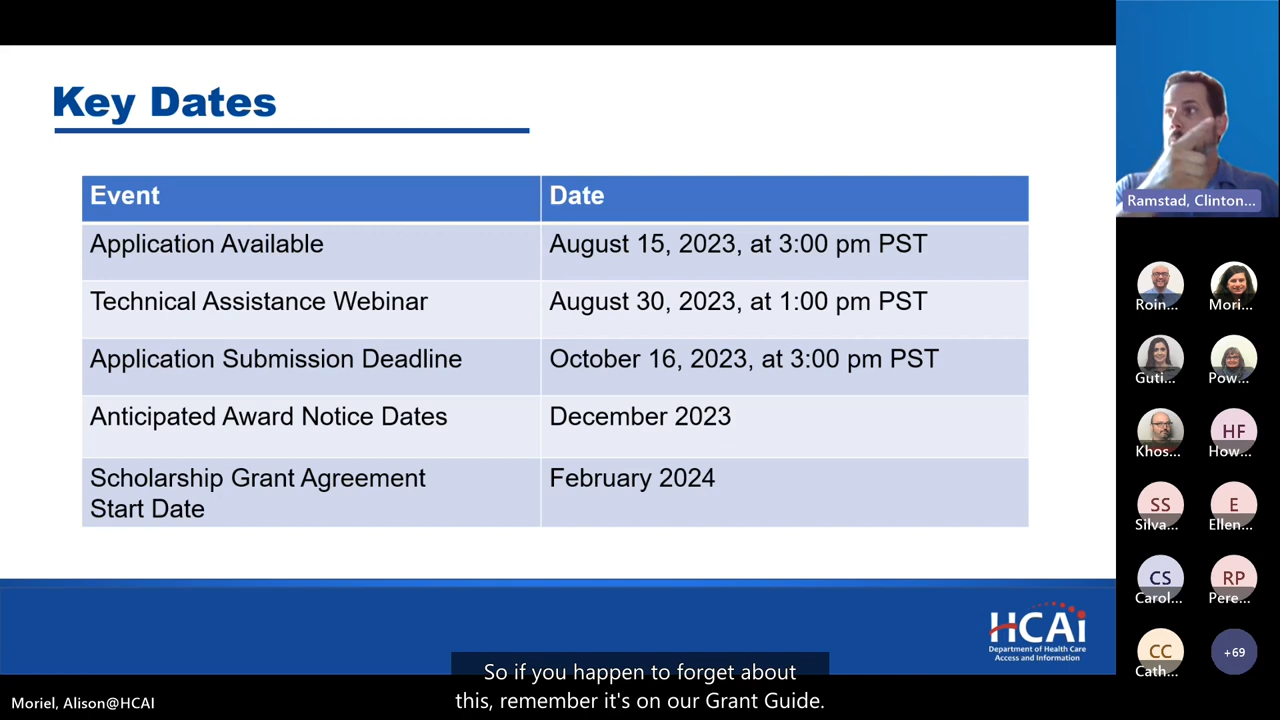 Key Dates
Event Date
Application Available August 15, 2023, at 3:00 pm PST
Technical Assistance Webinar August 30, 2023, at 1:00 pm PST
Application Submission Deadline October 16, 2023, at 3:00 pm PST
Anticipated Award Notice Dates December 2023
Scholarship Grant Agreement February 2024
Start Date
HCAi
Department of Health Care
Access and Information
So if you happen to forget about
this, remember it's on our Grant Guide.
Moriel, Alison@HCAI
Ramstad, Clinton...
Roin... Mori...
Guti... Pow...
Khos... HF
How...
SS E
Silva... Ellen...
CS RP
Carol... Pere...
CC +69
Cath...